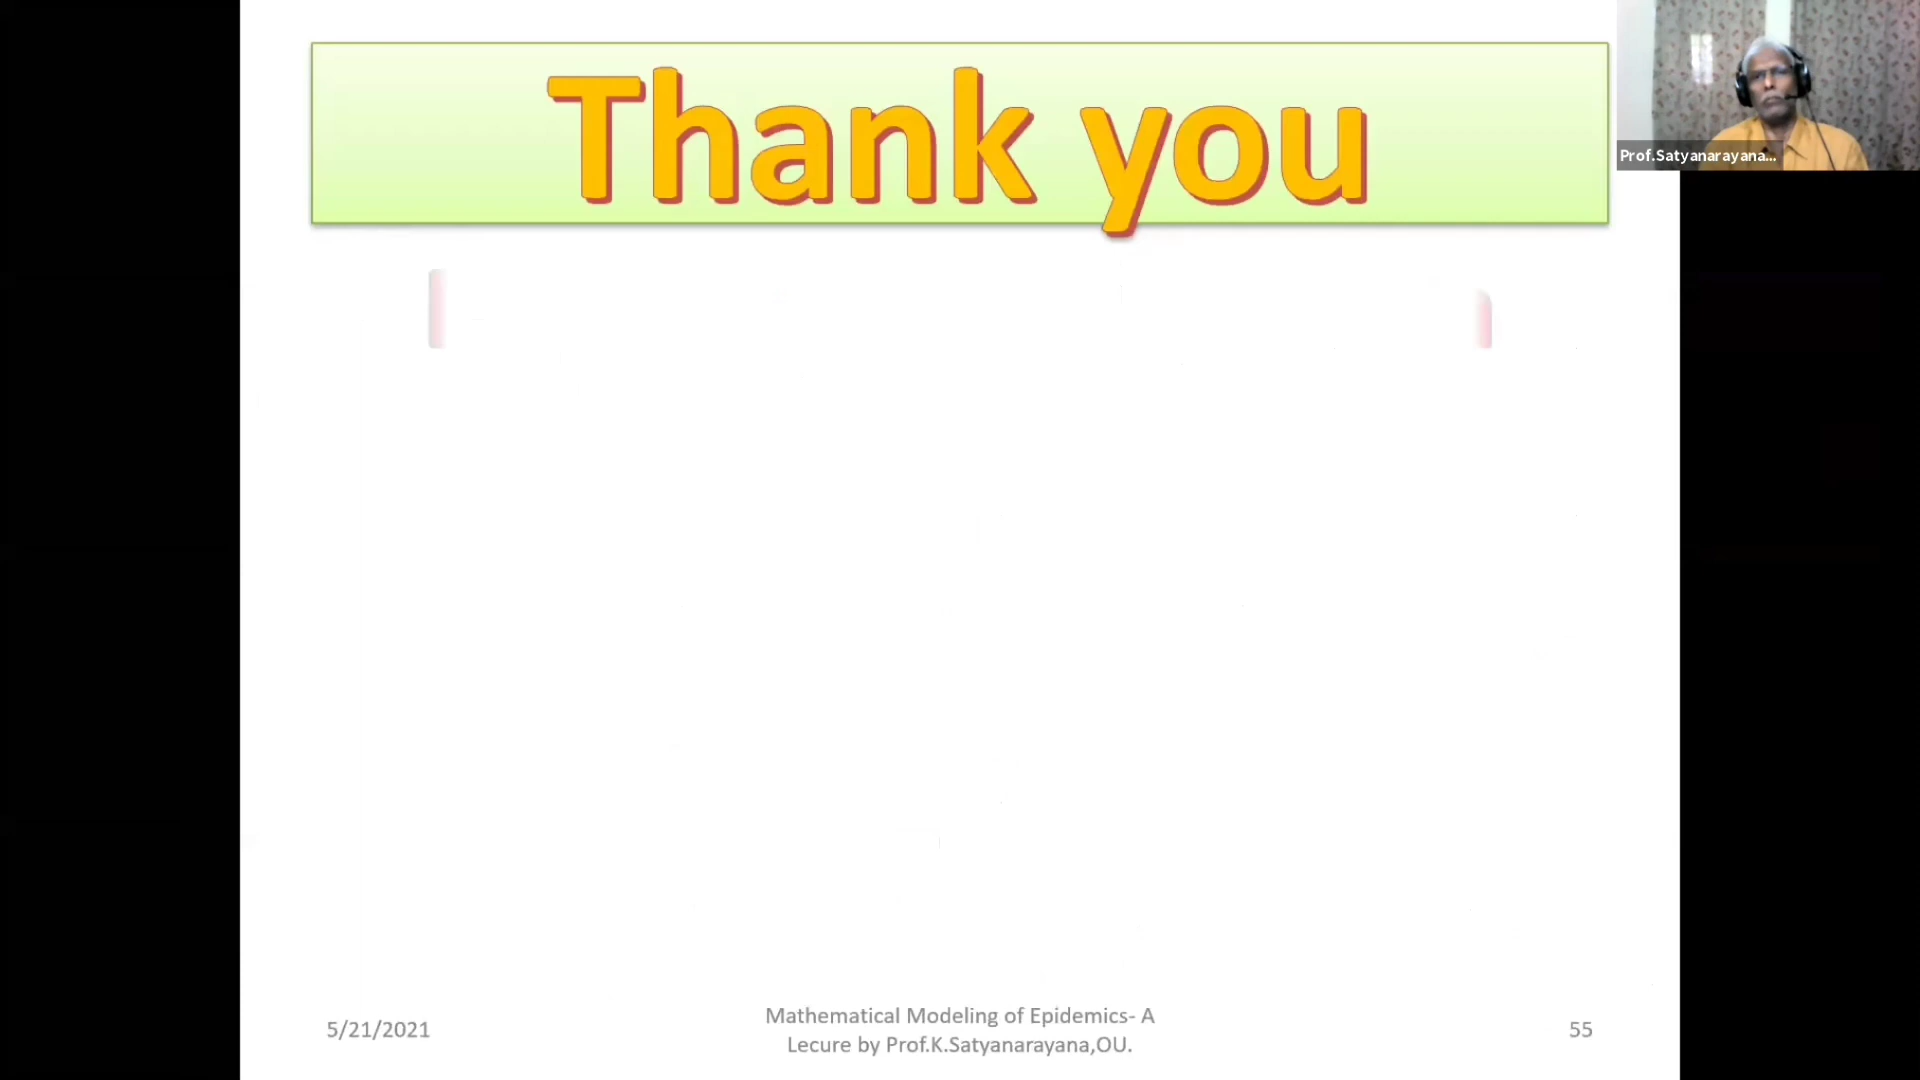 Thank you
Prof.Satyanarayana...
5/21/2021
Mathematical Modeling of Epidemics- A
Lecure by Prof.K.Satyanarayana,OU.
55